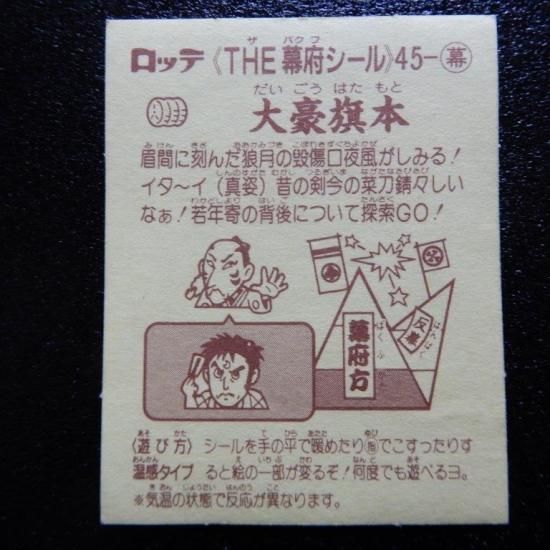 ロッテ《THE 幕府シール》45-幕
大豪旗本
眉間に刻んだ狼月の毀傷口夜風がしみる!
イタ〜イ(真姿)昔の剣今の菜刀錆々しい
なぁ!若年寄の背後について探索GO!
幕府方
反幕
〈遊び方〉シールを手の平で暖めたり指でこすったりす
温感タイプ ると絵の一部が変るぞ!何度でも遊べるヨ。
※気温の状態で反応が異なります。